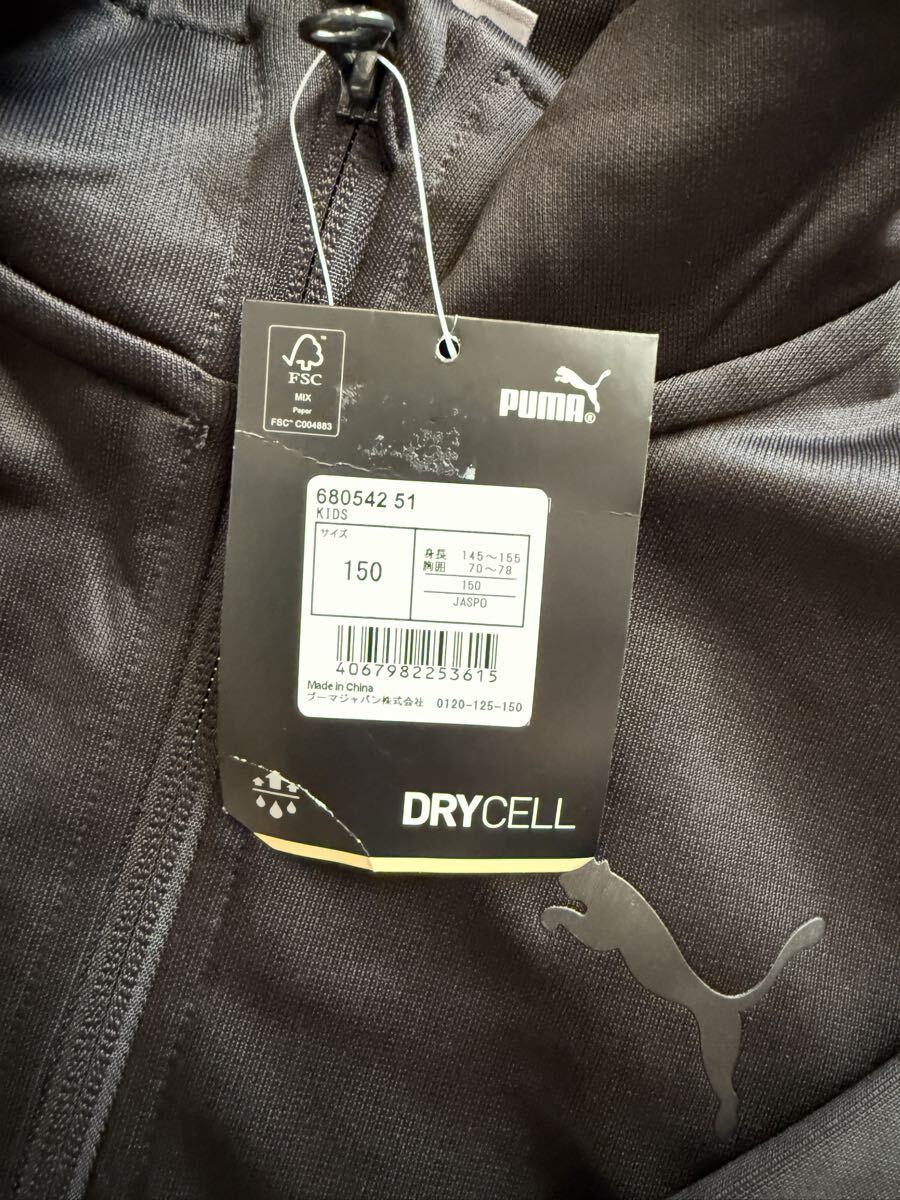 FSC
MIX
Paper
FSC™ C004883
PUMA®
680542 51
KIDS
サイズ
150
身長 145〜155
胸囲 70〜78
150
JASPO
4067982253615
Made in China
プーマジャパン株式会社 0120-125-150
DRYCELL